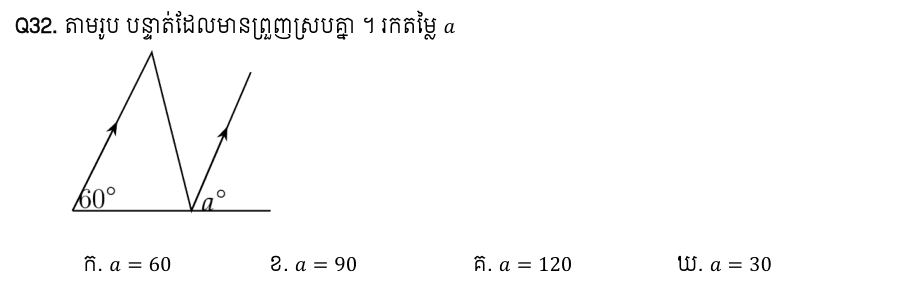 Q32. តាមរូប បន្ទាត់ដែលមានព្រួញស្របគ្នា ។ រកតម្លៃ a
60° a°
ក. a = 60 ខ. a = 90 គ. a = 120 ឃ. a = 30